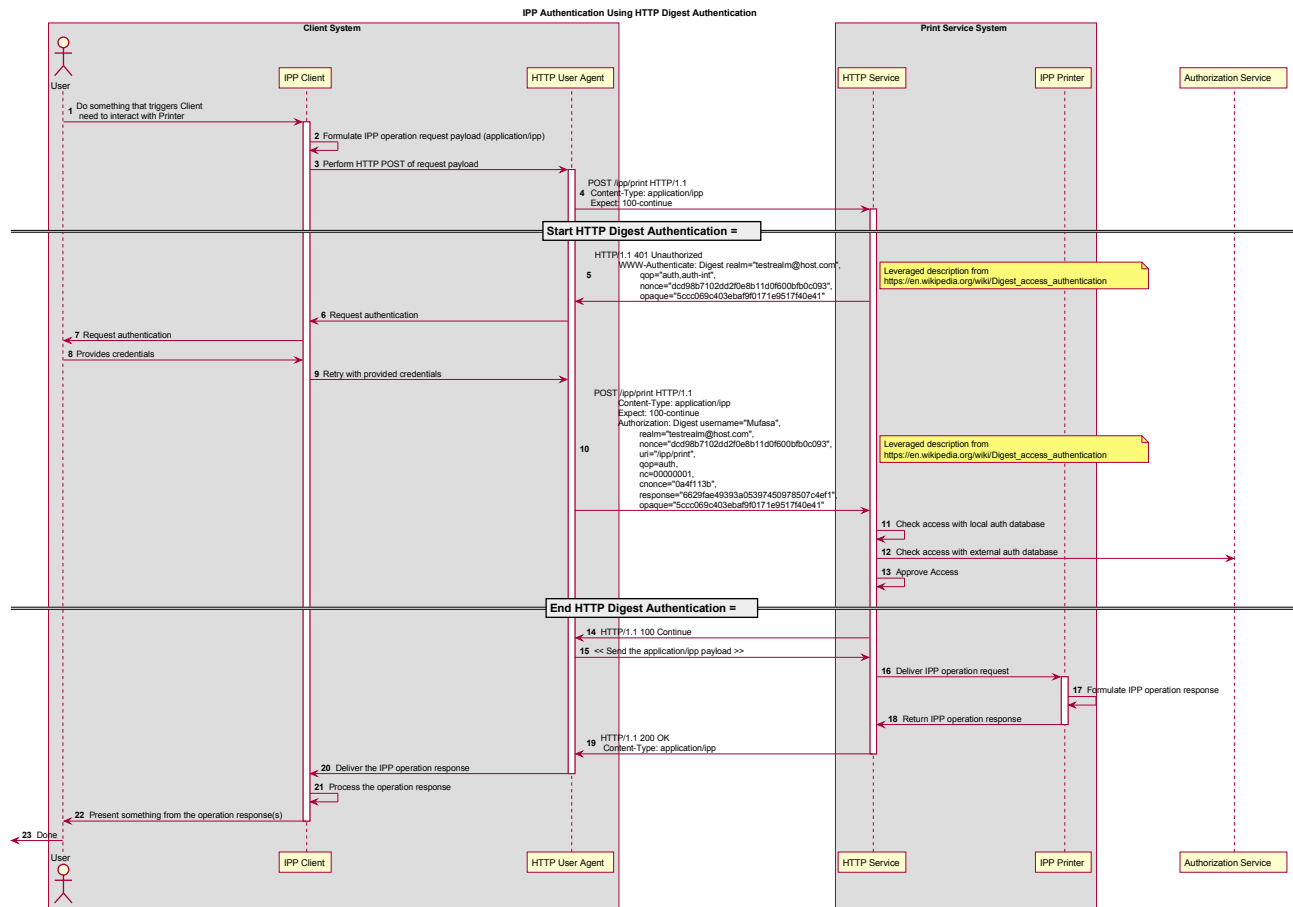 IPP Authentication Using HTTP Digest Authentication
Client System
Print Service System
User
IPP Client
HTTP User Agent
HTTP Service
IPP Printer
Authorization Service
1 Do something that triggers Client
need to interact with Printer
2 Formulate IPP operation request payload (application/ipp)
3 Perform HTTP POST of request payload
4 POST /ipp/print HTTP/1.1
Content-Type: application/ipp
Expect: 100-continue
Start HTTP Digest Authentication =
5 HTTP/1.1 401 Unauthorized
WWW-Authenticate: Digest realm="testrealm@host.com",
qop="auth,auth-int",
nonce="dcd98b7102dd2f0e8b11d0f600bfb0c093",
opaque="5ccc069c403ebaf9f0171e9517f40e41"
Leveraged description from
https://en.wikipedia.org/wiki/Digest_access_authentication
6 Request authentication
7 Request authentication
8 Provides credentials
9 Retry with provided credentials
10 POST /ipp/print HTTP/1.1
Content-Type: application/ipp
Expect: 100-continue
Authorization: Digest username="Mufasa",
realm="testrealm@host.com",
nonce="dcd98b7102dd2f0e8b11d0f600bfb0c093",
uri="/ipp/print",
qop=auth,
nc=00000001,
cnonce="0a4f113b",
response="6629fae49393a05397450978507c4ef1",
opaque="5ccc069c403ebaf9f0171e9517f40e41"
Leveraged description from
https://en.wikipedia.org/wiki/Digest_access_authentication
11 Check access with local auth database
12 Check access with external auth database
13 Approve Access
End HTTP Digest Authentication =
14 HTTP/1.1 100 Continue
15 << Send the application/ipp payload >>
16 Deliver IPP operation request
17 Formulate IPP operation response
18 Return IPP operation response
19 HTTP/1.1 200 OK
Content-Type: application/ipp
20 Deliver the IPP operation response
21 Process the operation response
22 Present something from the operation response(s)
23 Done
User
IPP Client
HTTP User Agent
HTTP Service
IPP Printer
Authorization Service